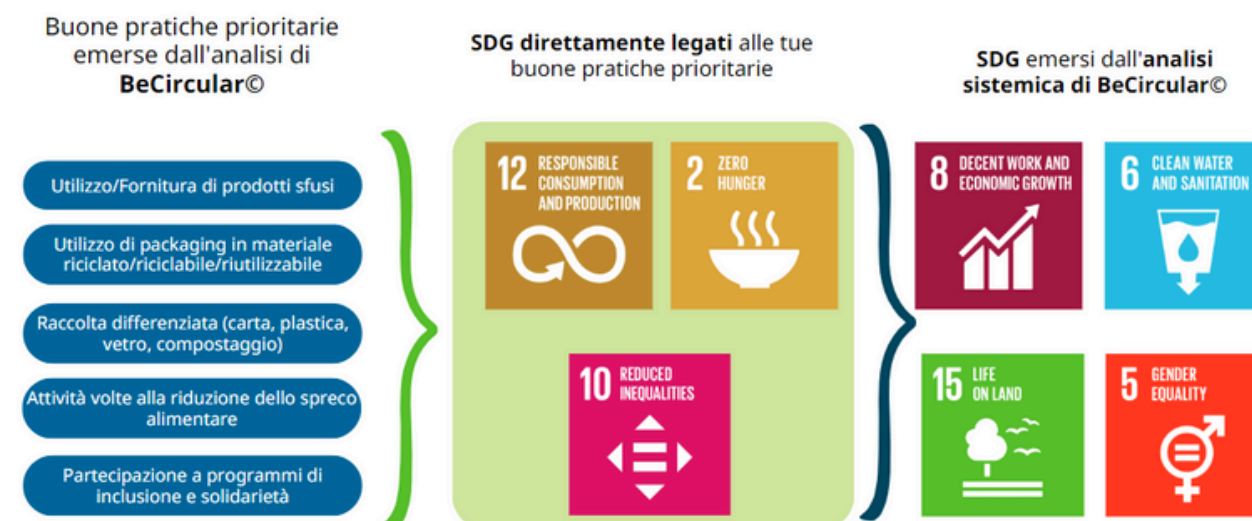 Buone pratiche prioritarie
emerse dall'analisi di
BeCircular©
SDG direttamente legati alle tue
buone pratiche prioritarie
SDG emersi dall'analisi
sistemica di BeCircular©
Utilizzo/Fornitura di prodotti sfusi
Utilizzo di packaging in materiale
riciclato/riciclabile/riutilizzabile
Raccolta differenziata (carta, plastica,
vetro, compostaggio)
Attività volte alla riduzione dello spreco
alimentare
Partecipazione a programmi di
inclusione e solidarietà
12 RESPONSIBLE
CONSUMPTION
AND PRODUCTION
2 ZERO
HUNGER
10 REDUCED
INEQUALITIES
8 DECENT WORK AND
ECONOMIC GROWTH
6 CLEAN WATER
AND SANITATION
15 LIFE
ON LAND
5 GENDER
EQUALITY